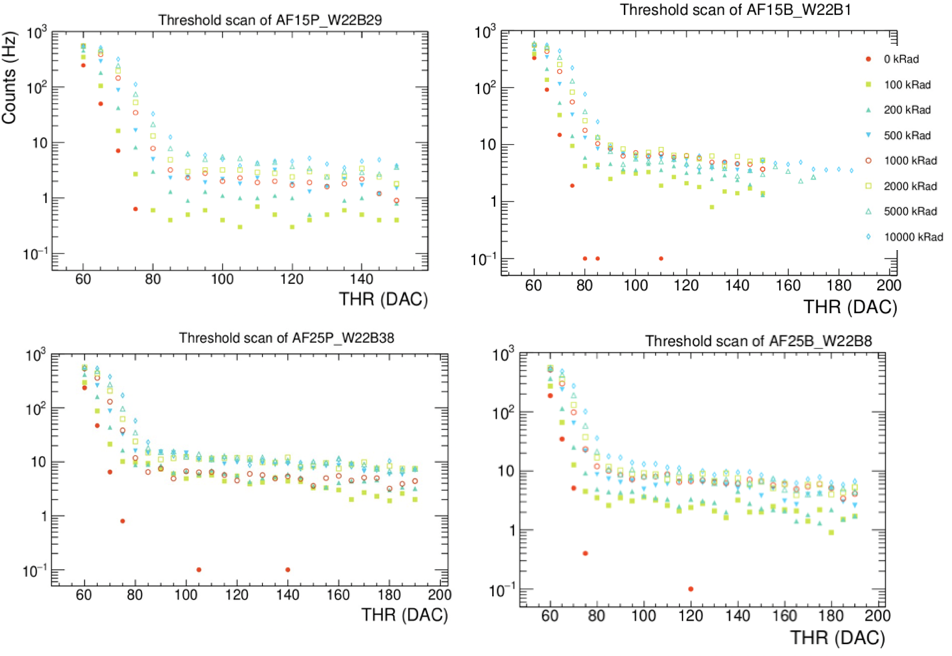 Threshold scan of AF15P_W22B29
Counts (Hz)
10³
10²
10
1
10⁻¹
60 80 100 120 140
THR (DAC)
Threshold scan of AF15B_W22B1
10³
10²
10
1
10⁻¹
60 80 100 120 140 160 180 200
THR (DAC)
0 kRad
100 kRad
200 kRad
500 kRad
1000 kRad
2000 kRad
5000 kRad
10000 kRad
Threshold scan of AF25P_W22B38
10³
10²
10
1
10⁻¹
60 80 100 120 140 160 180 200
THR (DAC)
Threshold scan of AF25B_W22B8
10³
10²
10
1
10⁻¹
60 80 100 120 140 160 180 200
THR (DAC)